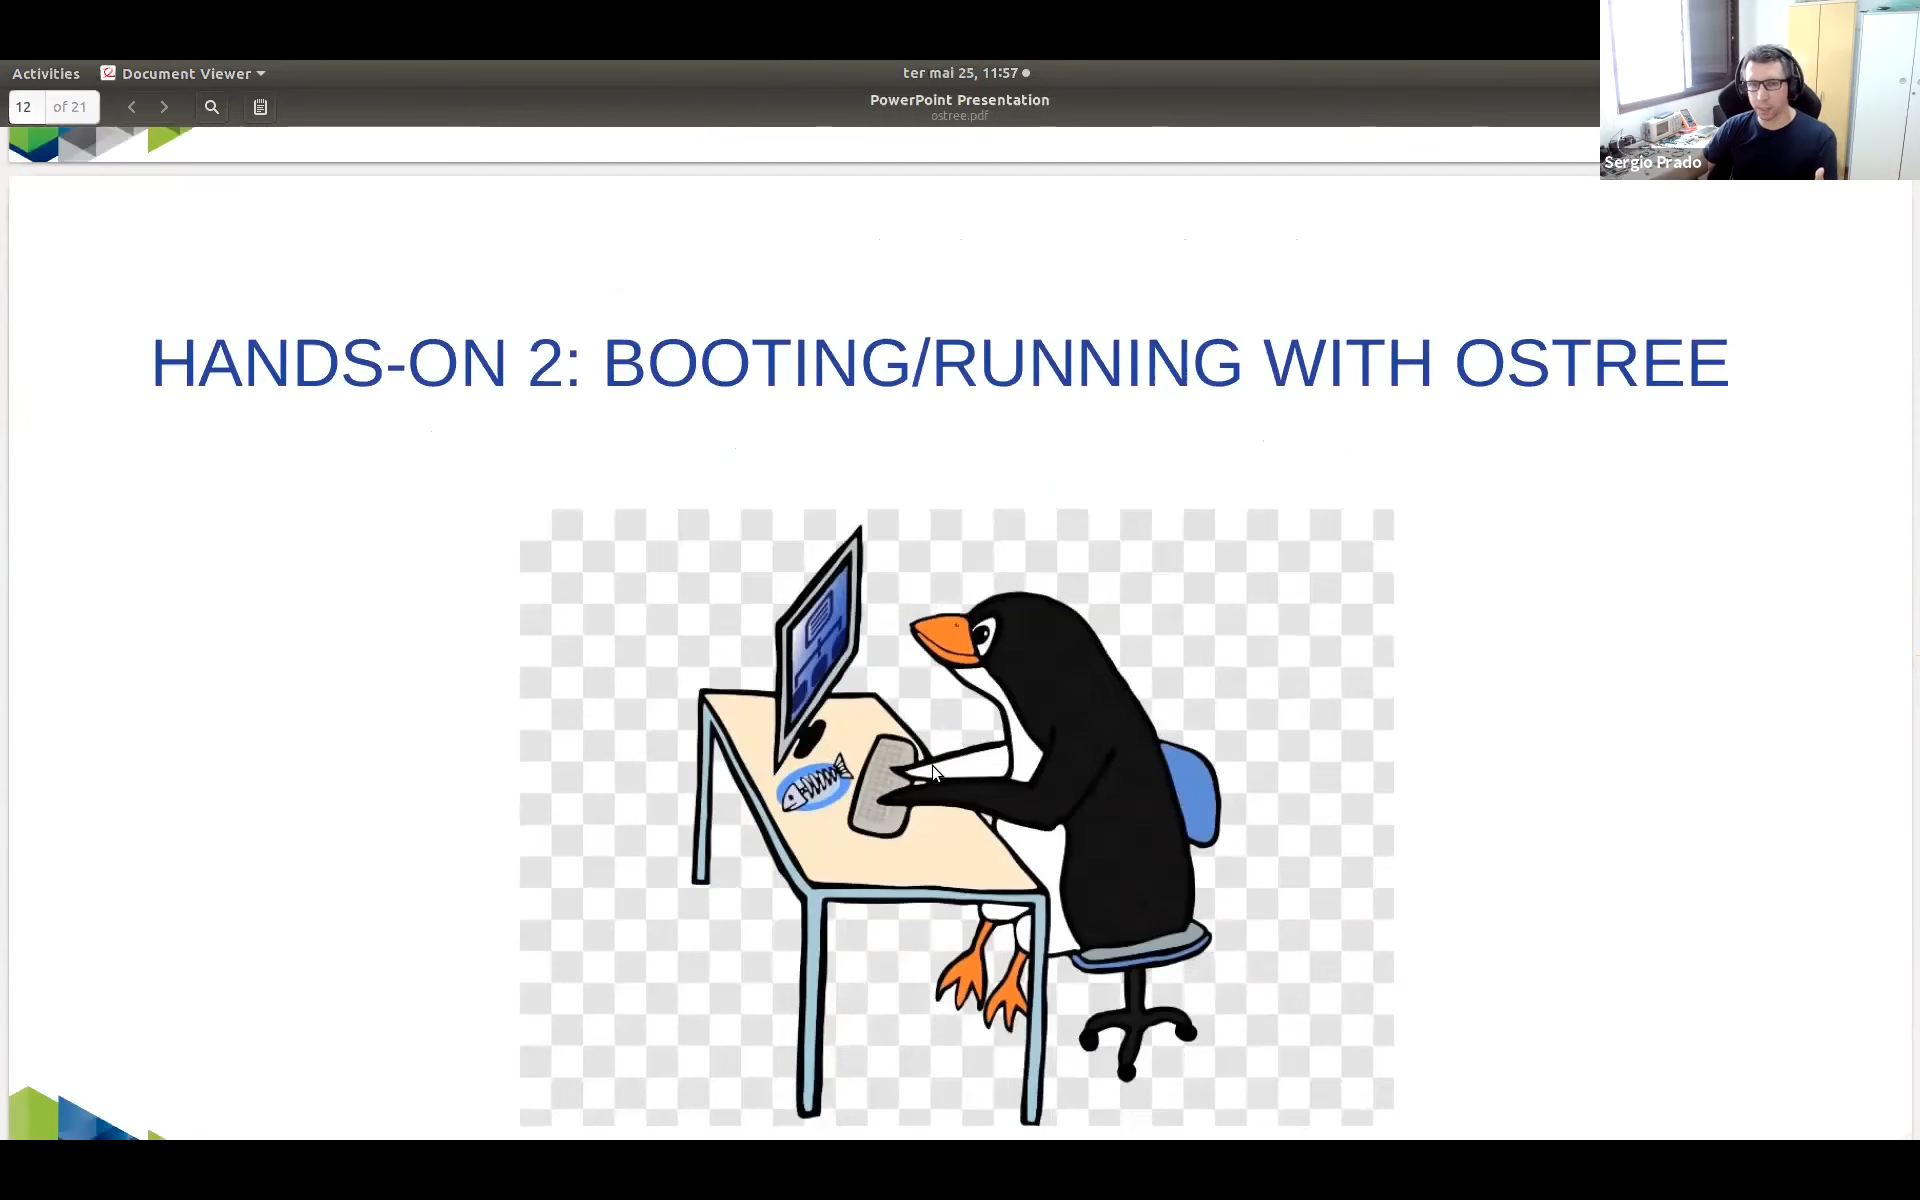 Activities
Document Viewer
ter mai 25, 11:57
12 of 21
PowerPoint Presentation
ostree.pdf
Sergio Prado
HANDS-ON 2: BOOTING/RUNNING WITH OSTREE